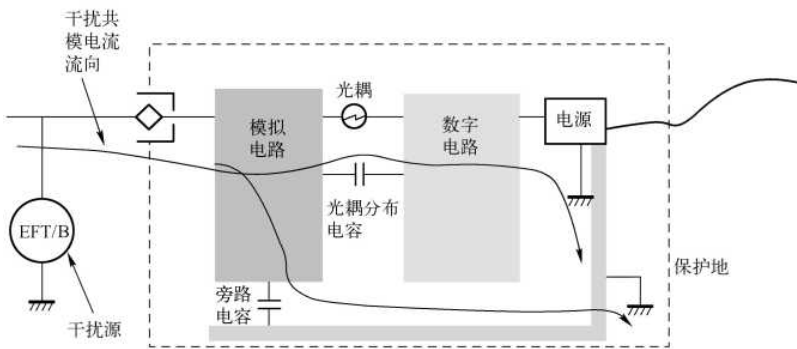 干扰共
模电流
流向
光耦
模拟
电路
数字
电路
电源
光耦分布
电容
EFT/B
旁路
电容
保护地
干扰源